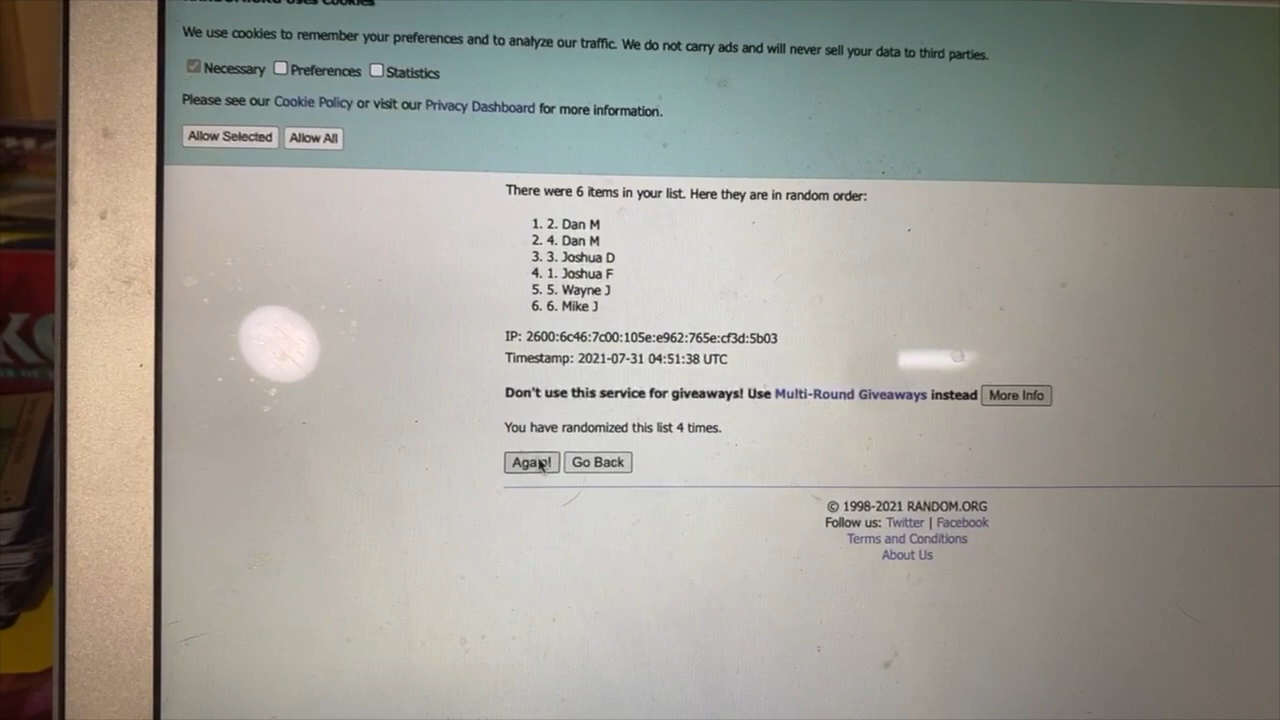 We use cookies to remember your preferences and to analyze our traffic. We do not carry ads and will never sell your data to third parties.
Necessary Preferences Statistics
Please see our Cookie Policy or visit our Privacy Dashboard for more information.
Allow Selected Allow All
There were 6 items in your list. Here they are in random order:
1. 2. Dan M
2. 4. Dan M
3. 3. Joshua D
4. 1. Joshua F
5. 5. Wayne J
6. 6. Mike J
IP: 2600:6c46:7c00:105e:e962:765e:cf3d:5b03
Timestamp: 2021-07-31 04:51:38 UTC
Don't use this service for giveaways! Use Multi-Round Giveaways instead More Info
You have randomized this list 4 times.
Again! Go Back
© 1998-2021 RANDOM.ORG
Follow us: Twitter | Facebook
Terms and Conditions
About Us